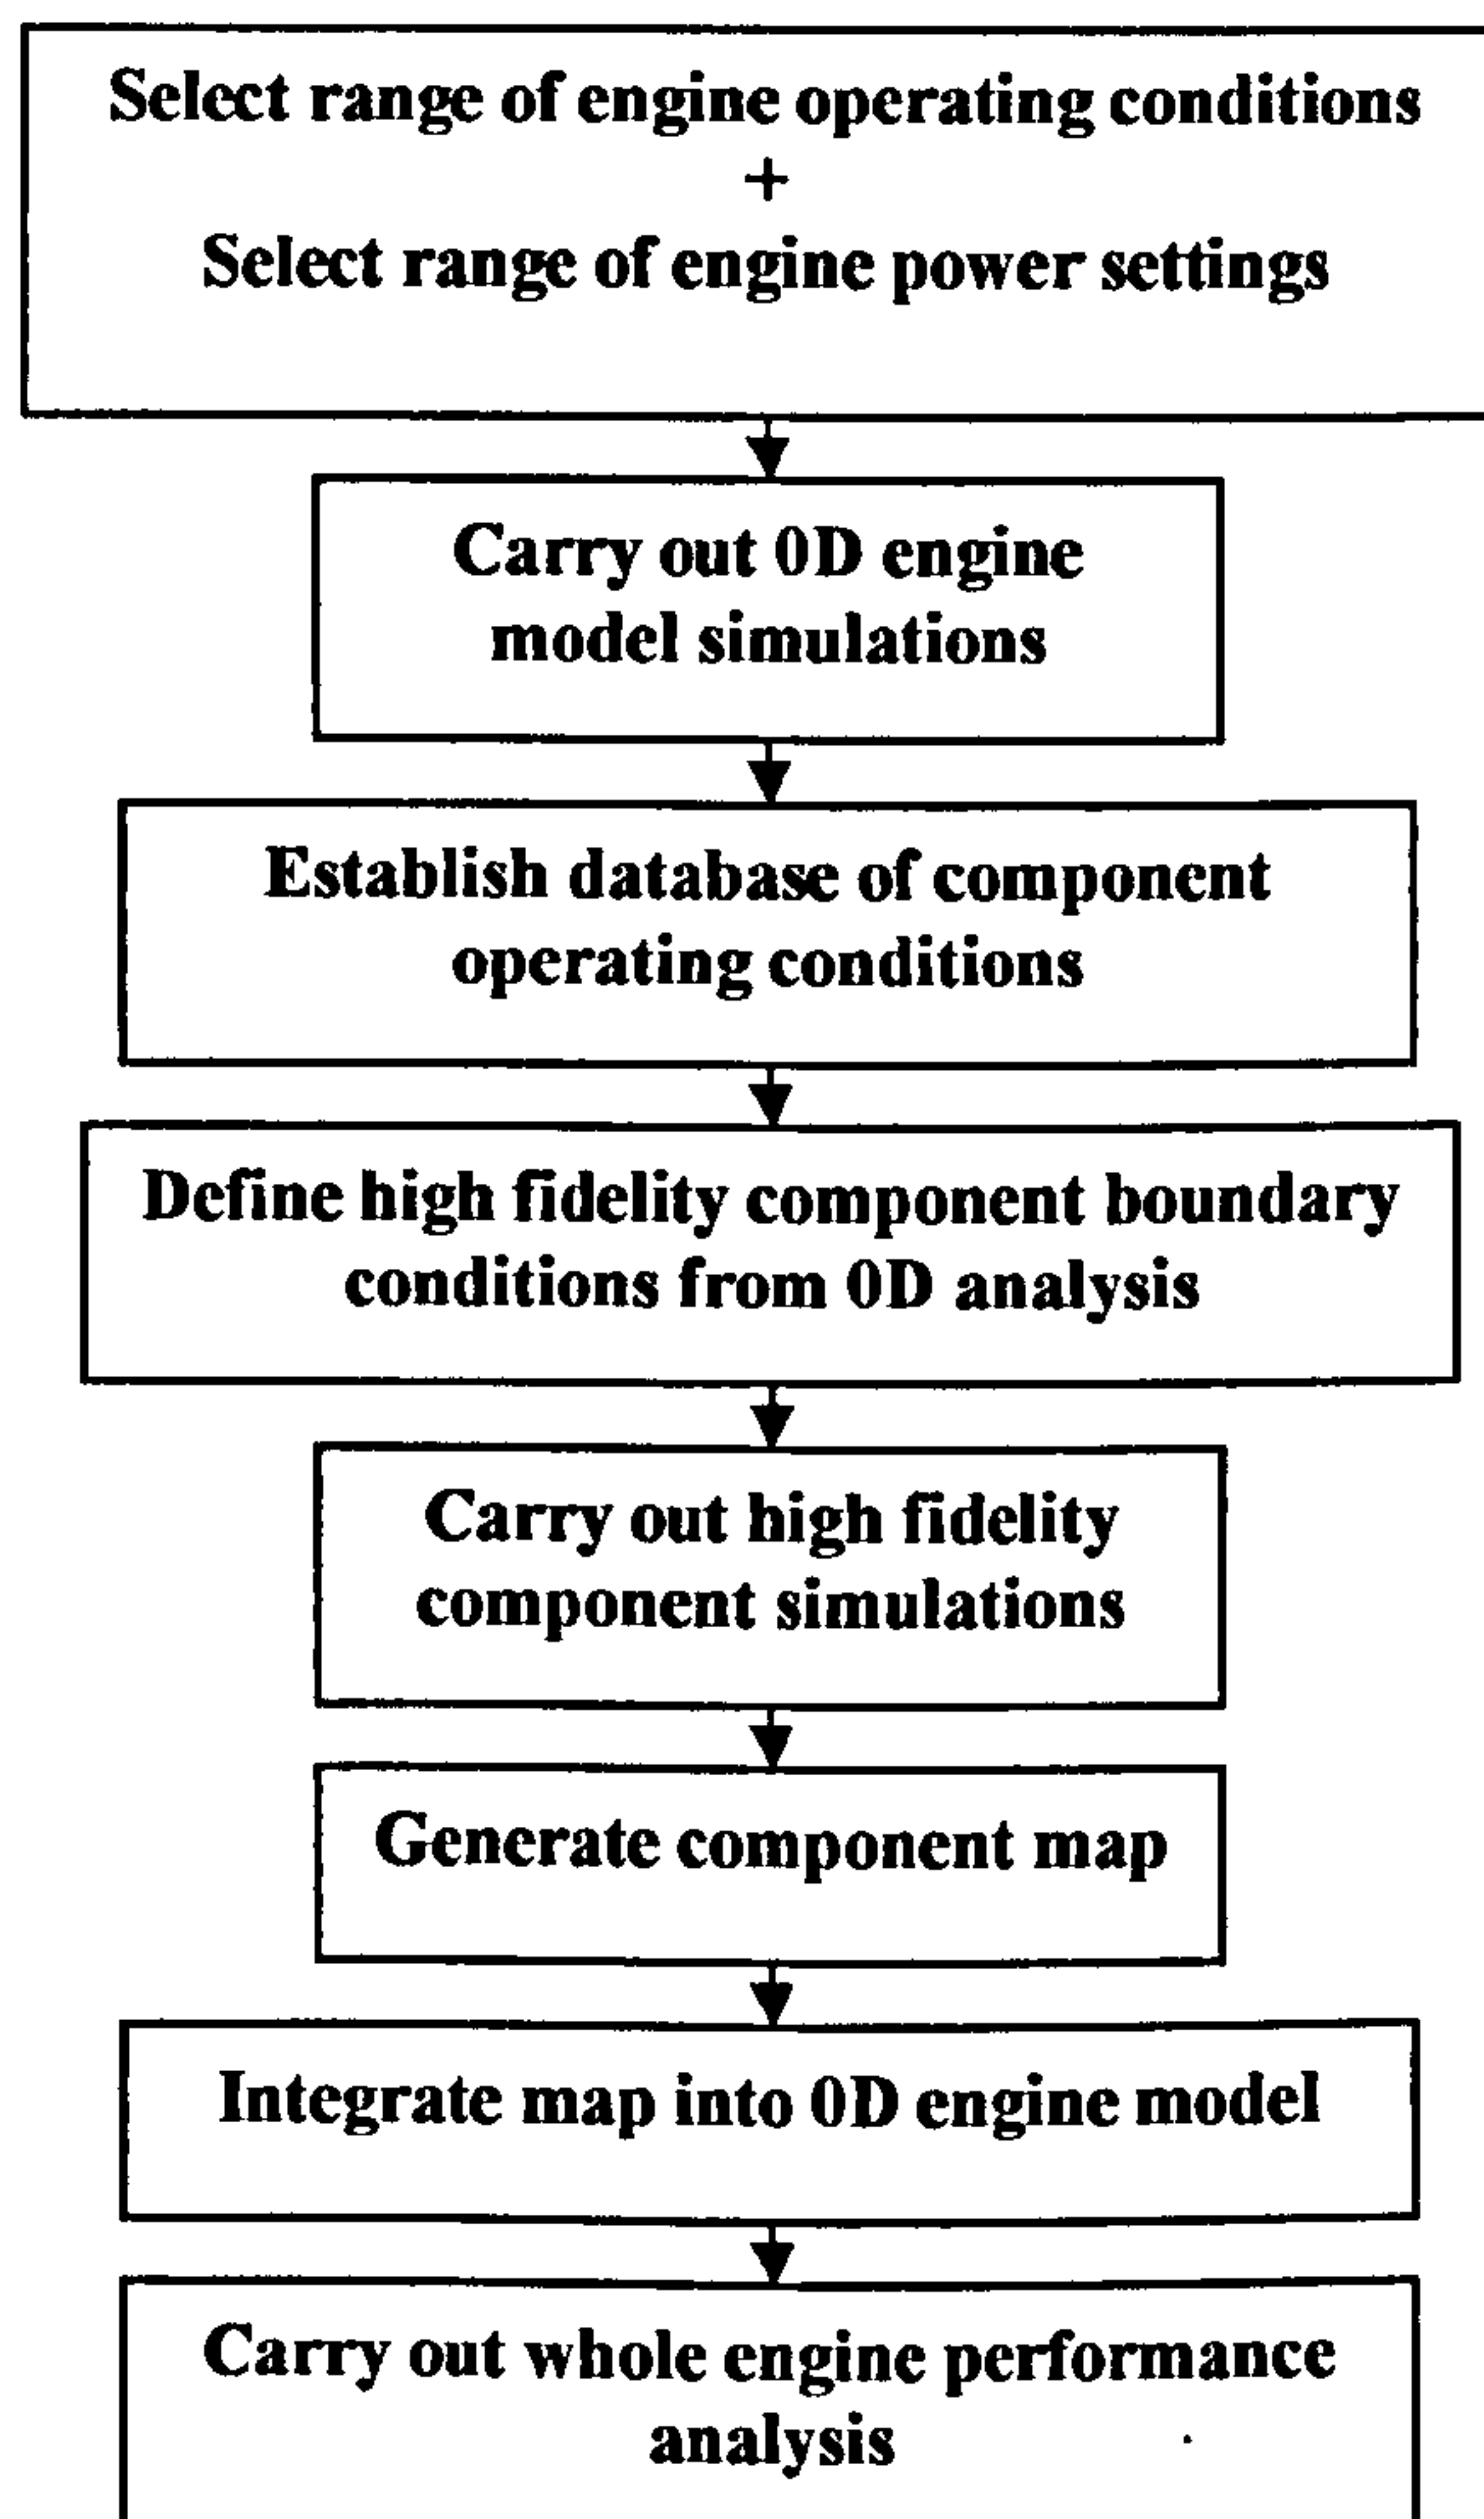 Select range of engine operating conditions
+
Select range of engine power settings
Carry out 0D engine
model simulations
Establish database of component
operating conditions
Define high fidelity component boundary
conditions from 0D analysis
Carry out high fidelity
component simulations
Generate component map
Integrate map into 0D engine model
Carry out whole engine performance
analysis